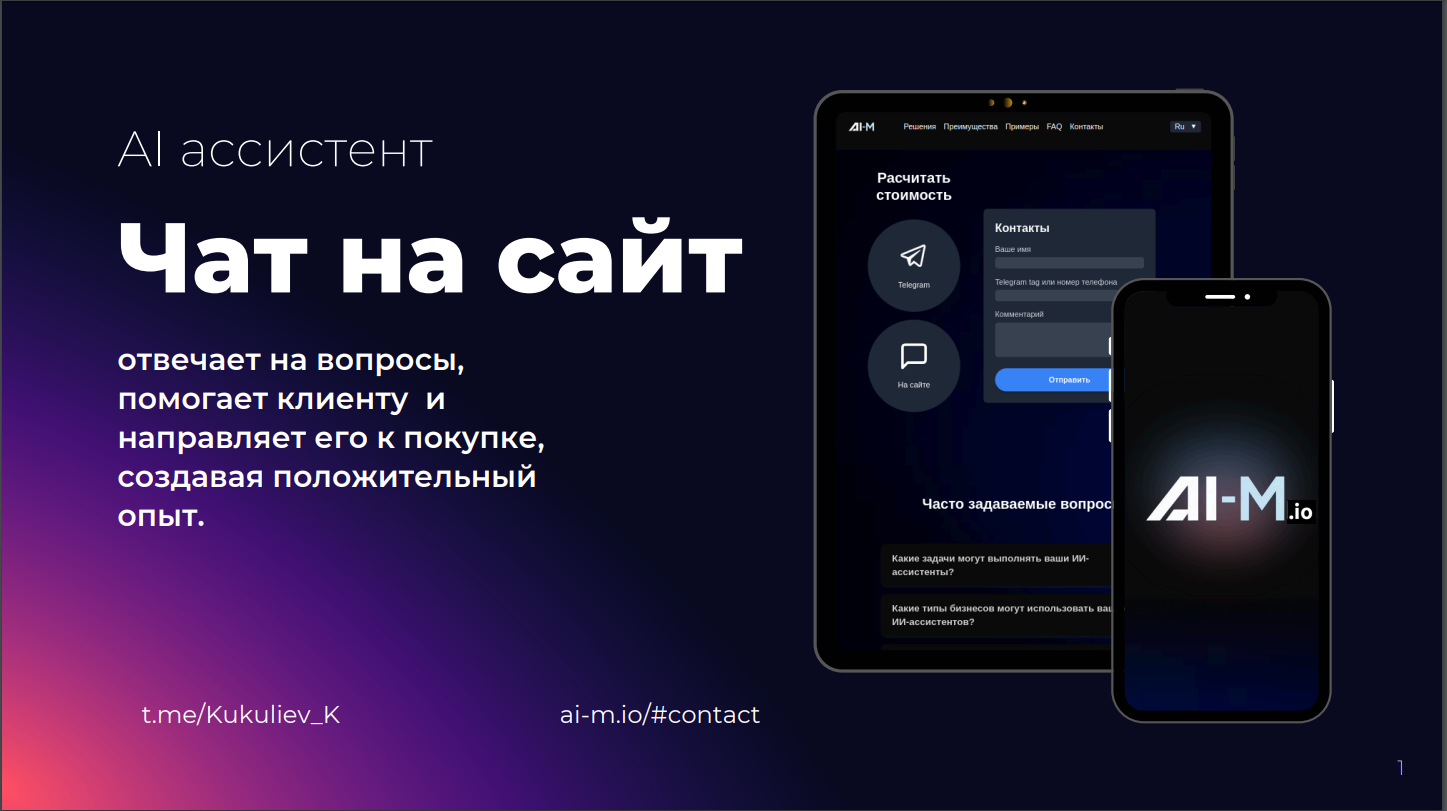 AI ассистент
Чат на сайт
отвечает на вопросы,
помогает клиенту и
направляет его к покупке,
создавая положительный
опыт.
t.me/Kukuliev_K
ai-m.io/#contact
AI-M
Решения Преимущества Примеры FAQ Контакты
Ru
Расчитать
стоимость
Telegram
На сайте
Контакты
Ваше имя
Telegram tag или номер телефона
Комментарий
Отправить
Часто задаваемые вопрос
Какие задачи могут выполнять ваши ИИ-
ассистенты?
Какие типы бизнесов могут использовать
ИИ-ассистентов?
AI-M.io
1